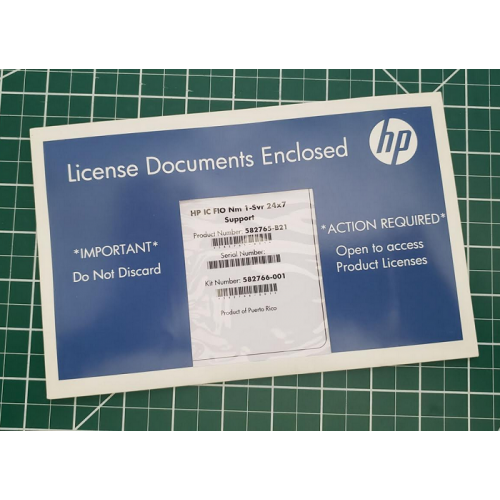 hp
License Documents Enclosed
*IMPORTANT*
Do Not Discard
HP IC FIO Nm 1-Svr 24x7
Support
Product Number: 582765-B21
Serial Number:
Kit Number: 582766-001
Product of Puerto Rico
*ACTION REQUIRED*
Open to access
Product Licenses